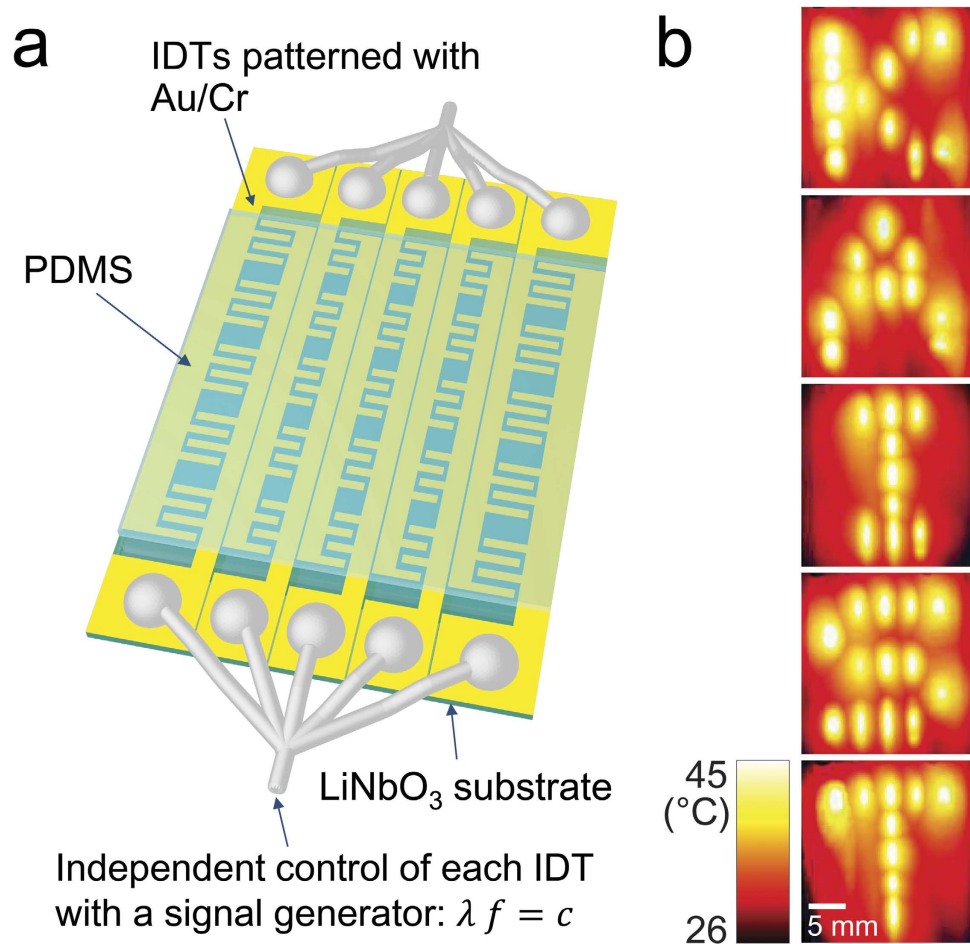 a
IDTs patterned with
Au/Cr
PDMS
LiNbO₃ substrate
Independent control of each IDT
with a signal generator: λ f = c
b
45
(°C)
26
5 mm